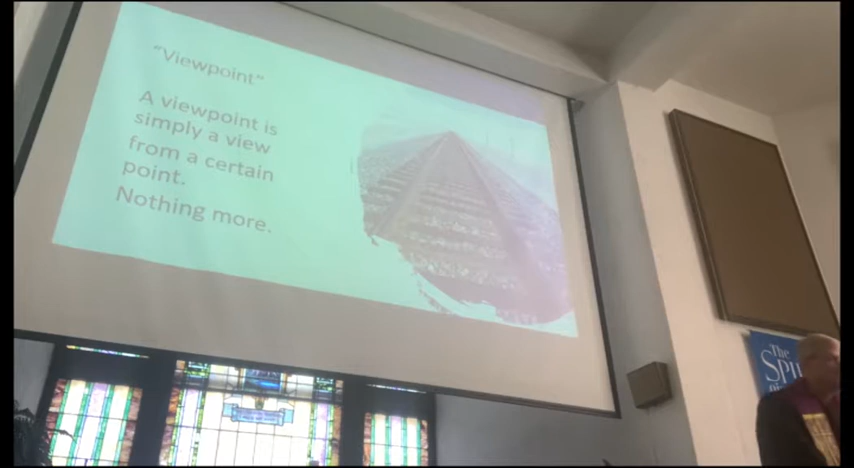 "Viewpoint"
A viewpoint is
simply a view
from a certain
point.
Nothing more.
The